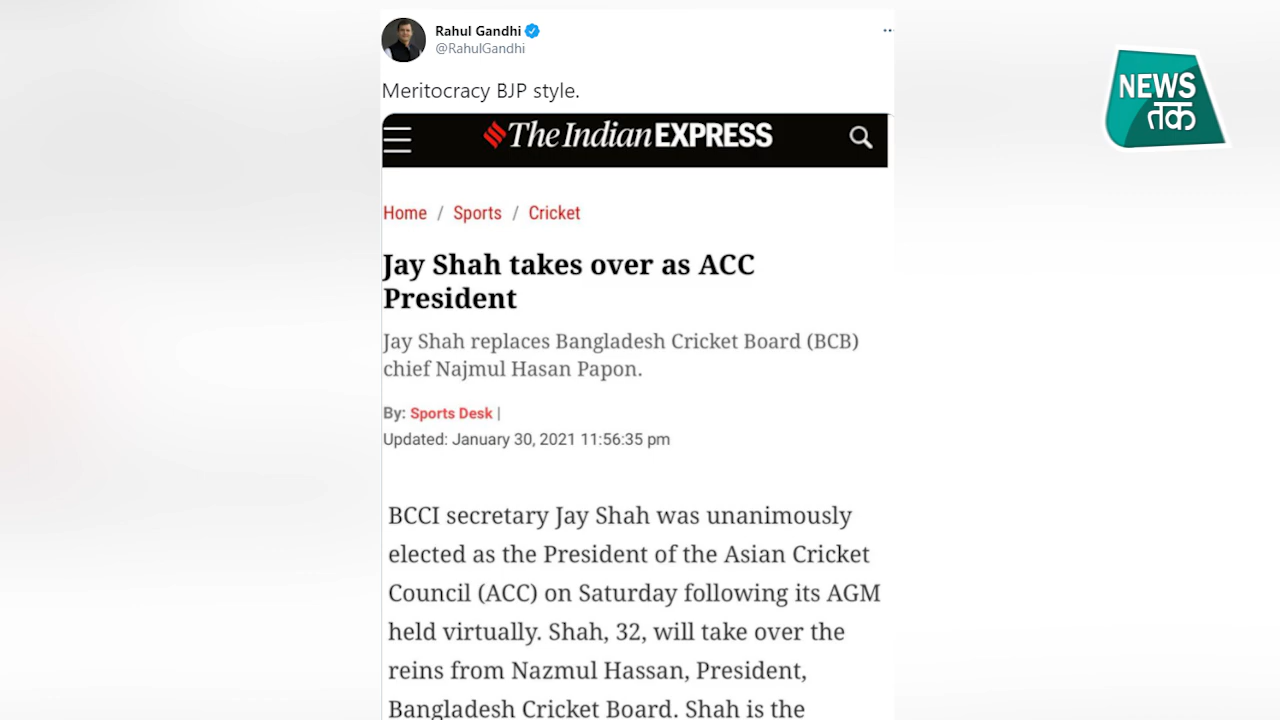 Rahul Gandhi
@RahulGandhi
Meritocracy BJP style.
The Indian EXPRESS
Home / Sports / Cricket
Jay Shah takes over as ACC
President
Jay Shah replaces Bangladesh Cricket Board (BCB)
chief Najmul Hasan Papon.
By: Sports Desk |
Updated: January 30, 2021 11:56:35 pm
BCCI secretary Jay Shah was unanimously
elected as the President of the Asian Cricket
Council (ACC) on Saturday following its AGM
held virtually. Shah, 32, will take over the
reins from Nazmul Hassan, President,
Bangladesh Cricket Board. Shah is the
NEWS
तक